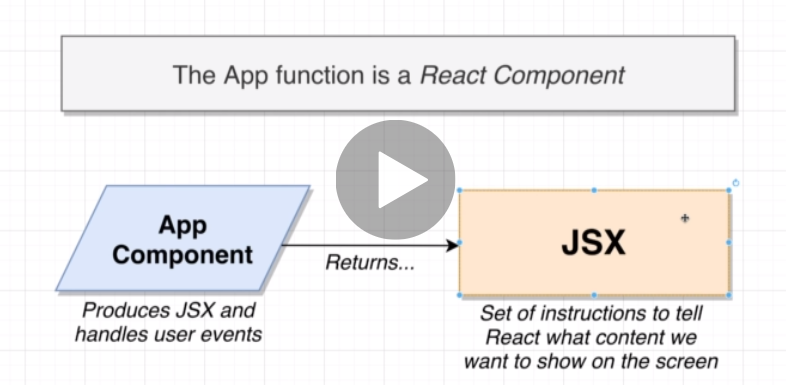 The App function is a React Component
App
Component
Returns...
JSX
Produces JSX and
handles user events
Set of instructions to tell
React what content we
want to show on the screen